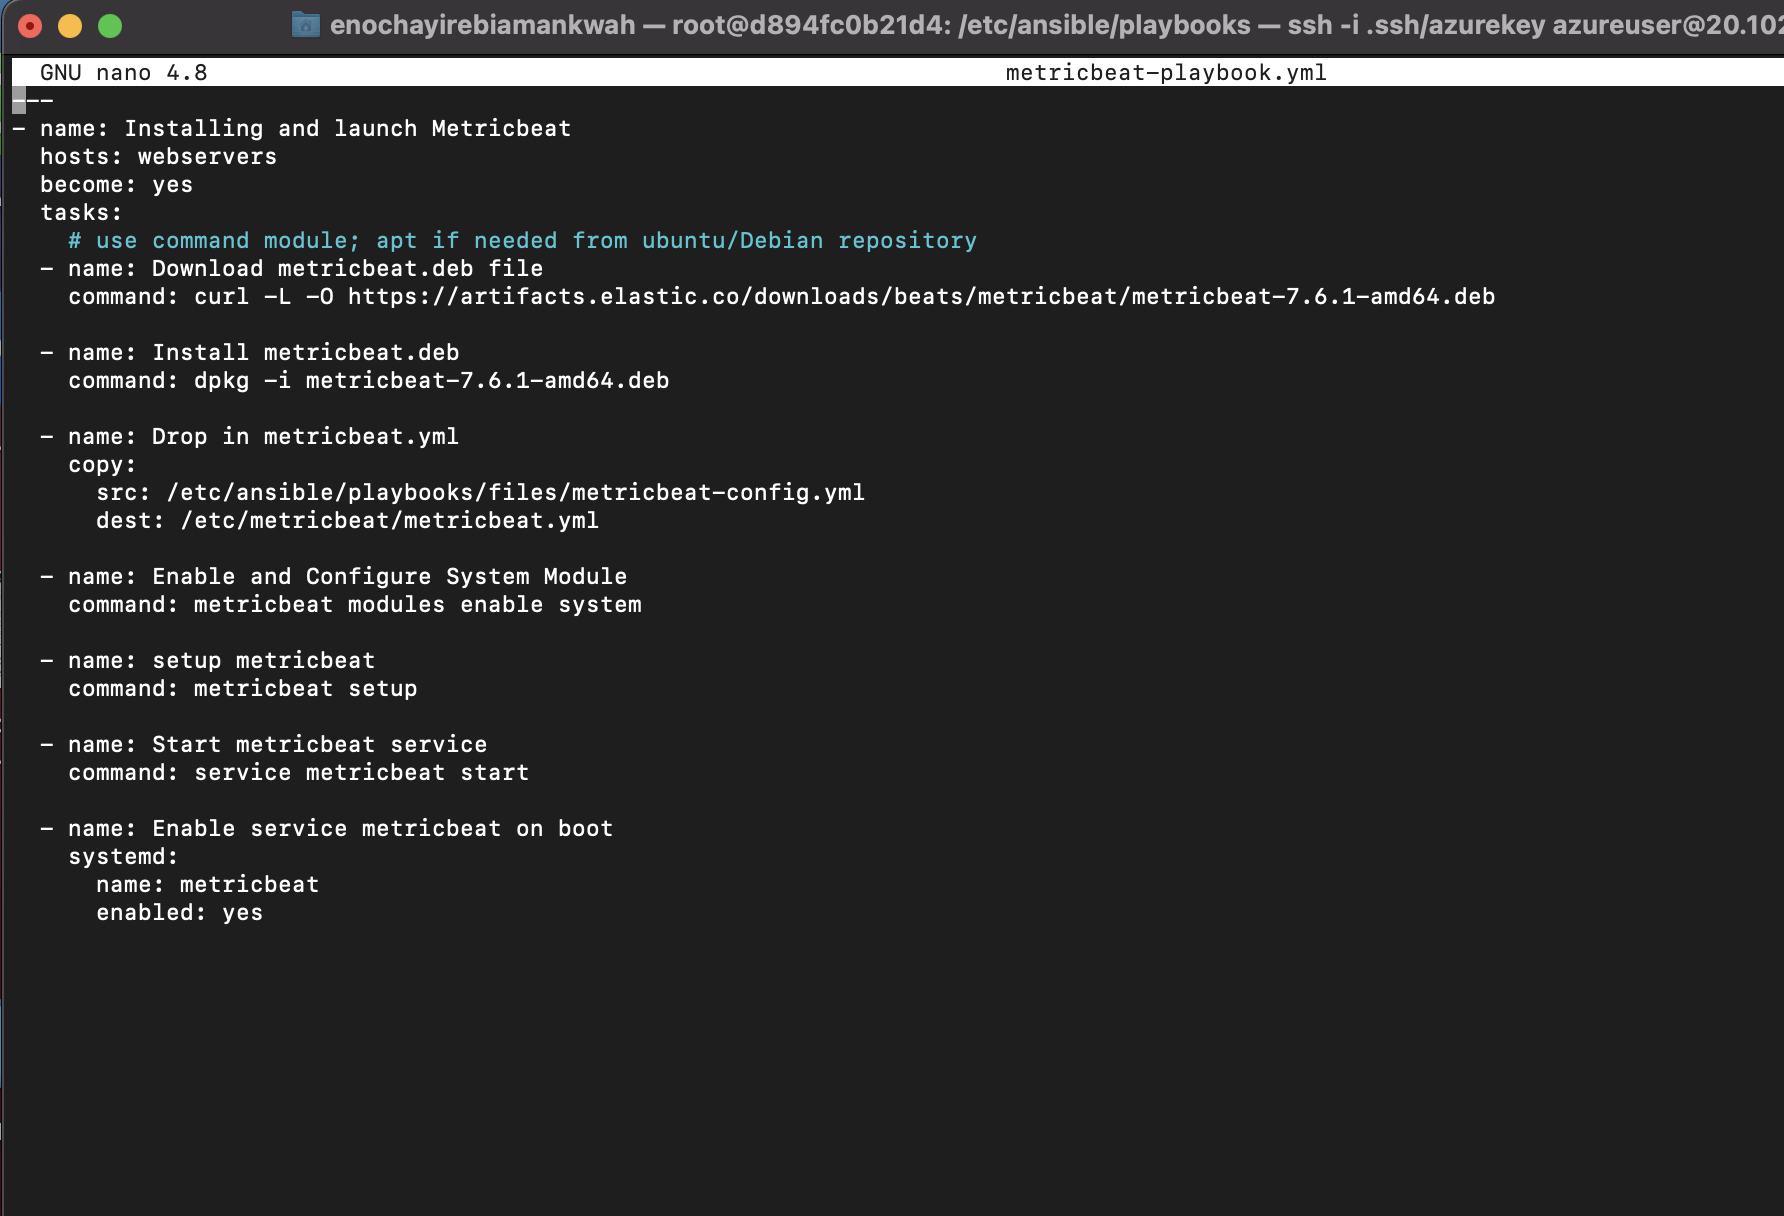 enochayirebiamankwah — root@d894fc0b21d4: /etc/ansible/playbooks — ssh -i .ssh/azurekey azureuser@20.102
GNU nano 4.8 metricbeat-playbook.yml
---
- name: Installing and launch Metricbeat
  hosts: webservers
  become: yes
  tasks:
    # use command module; apt if needed from ubuntu/Debian repository
  - name: Download metricbeat.deb file
    command: curl -L -O https://artifacts.elastic.co/downloads/beats/metricbeat/metricbeat-7.6.1-amd64.deb
  - name: Install metricbeat.deb
    command: dpkg -i metricbeat-7.6.1-amd64.deb
  - name: Drop in metricbeat.yml
    copy:
      src: /etc/ansible/playbooks/files/metricbeat-config.yml
      dest: /etc/metricbeat/metricbeat.yml
  - name: Enable and Configure System Module
    command: metricbeat modules enable system
  - name: setup metricbeat
    command: metricbeat setup
  - name: Start metricbeat service
    command: service metricbeat start
  - name: Enable service metricbeat on boot
    systemd:
      name: metricbeat
      enabled: yes